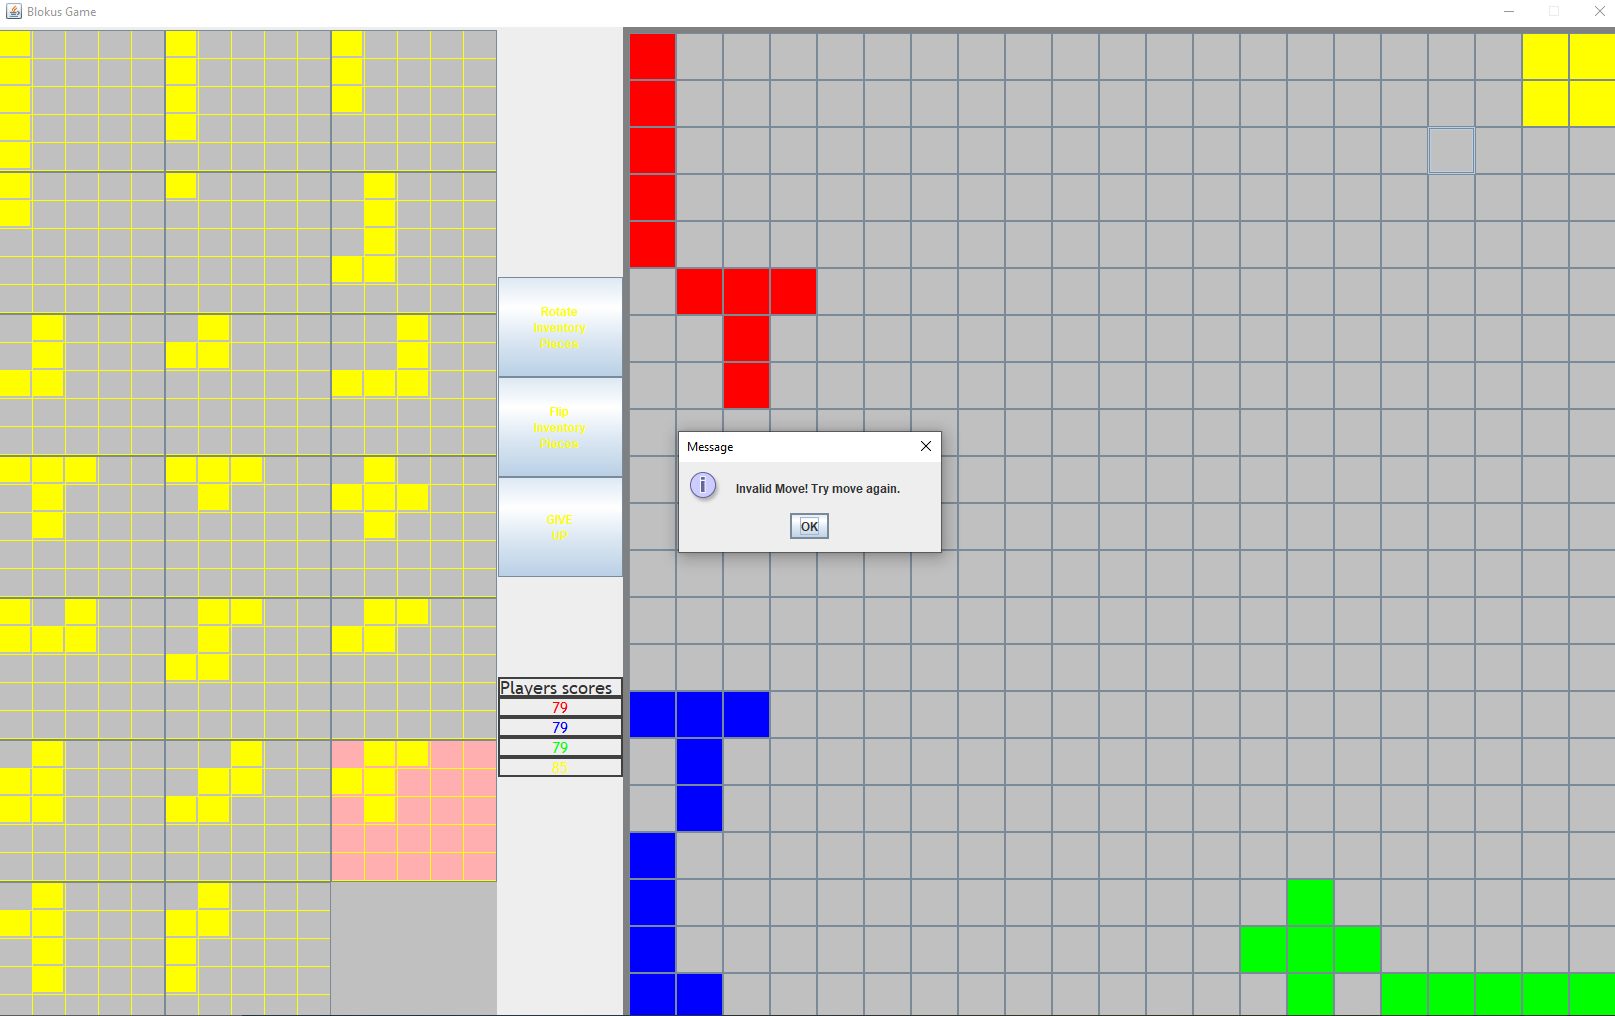 Blokus Game
Rotate
Inventory
Pieces
Flip
Inventory
Pieces
GIVE
UP
Message
Invalid Move! Try move again.
OK
Players scores
79
79
79
85